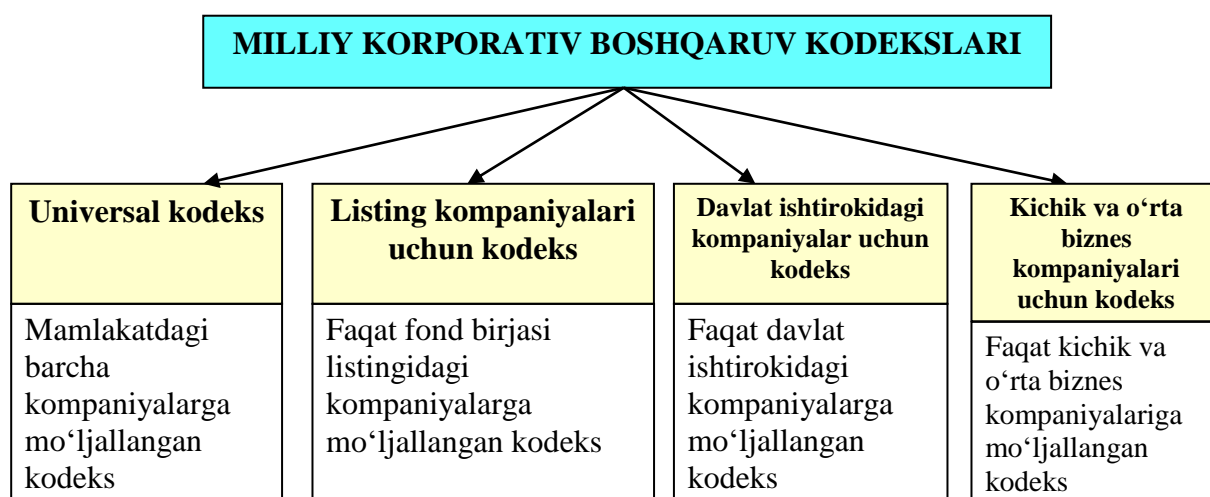 MILLIY KORPORATIV BOSHQARUV KODEKSLARI
Universal kodeks
Mamlakatdagi
barcha
kompaniyalarga
mo‘ljallangan
kodeks
Listing kompaniyalari
uchun kodeks
Faqat fond birjasi
listingidagi
kompaniyalarga
mo‘ljallangan kodeks
Davlat ishtirokidagi
kompaniyalar uchun
kodeks
Faqat davlat
ishtirokidagi
kompaniyalarga
mo‘ljallangan
kodeks
Kichik va o‘rta
biznes
kompaniyalari
uchun kodeks
Faqat kichik va
o‘rta biznes
kompaniyalariga
mo‘ljallangan
kodeks